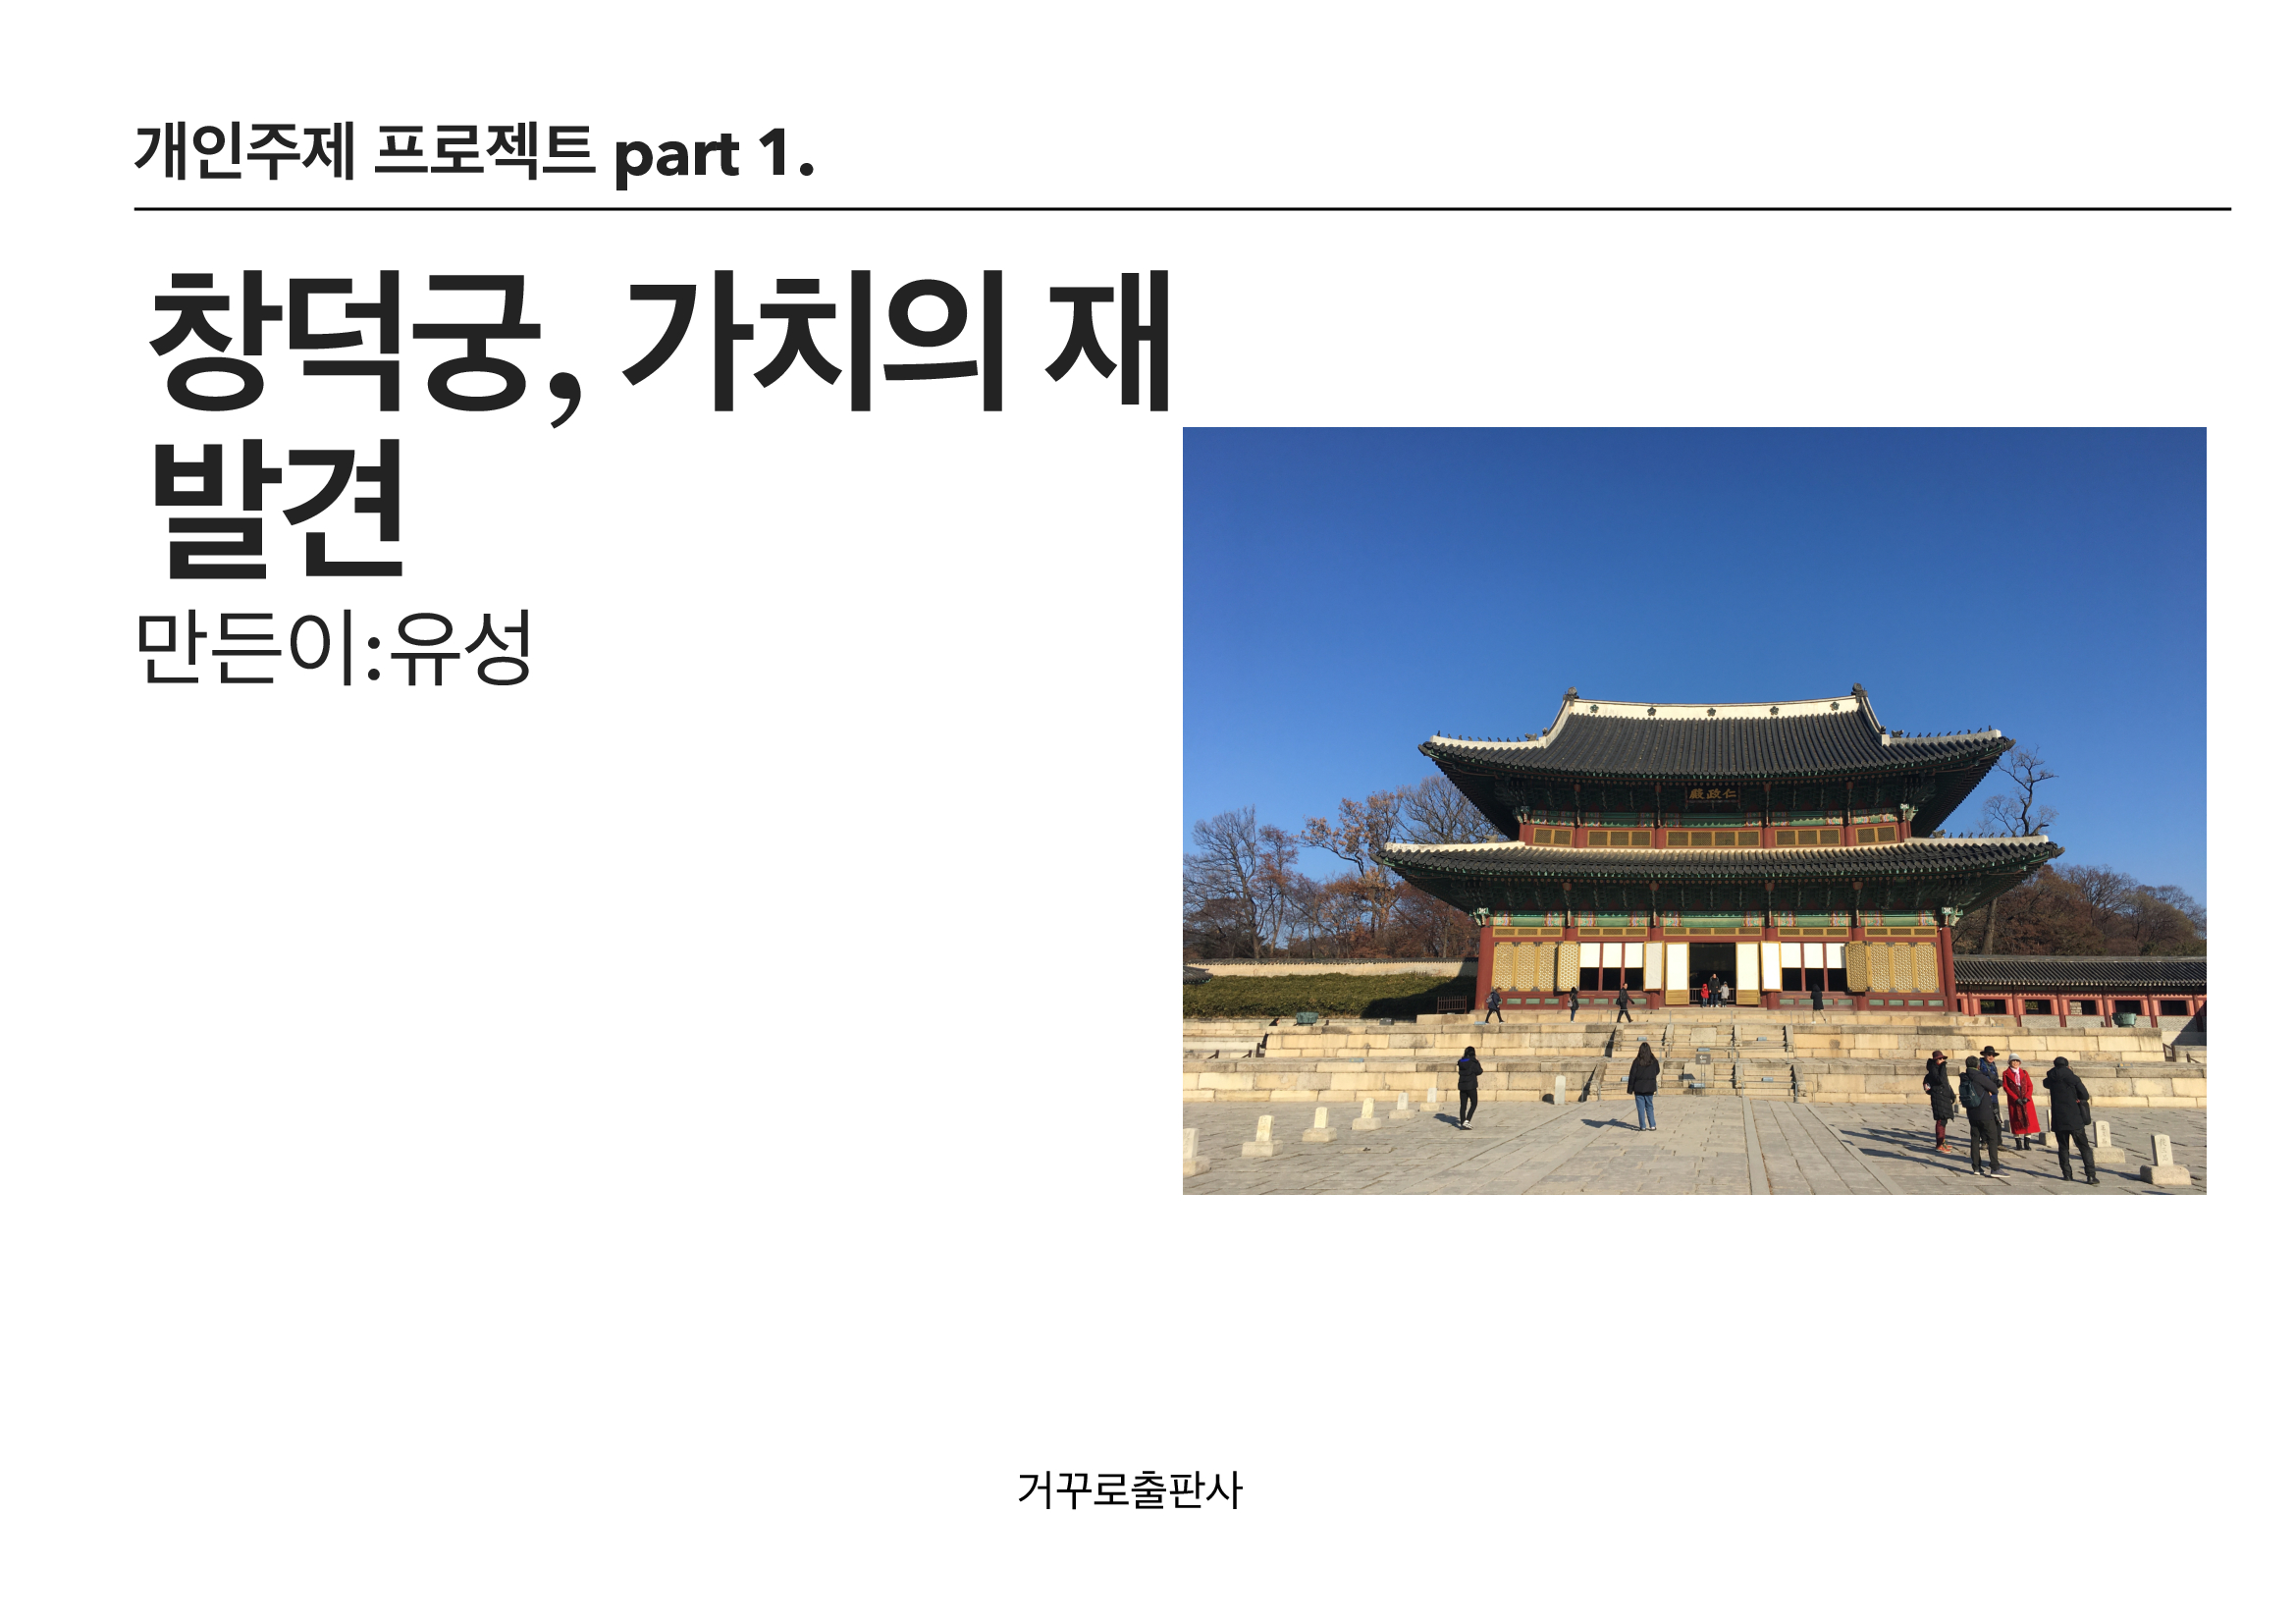 개인주제 프로젝트 part 1.
창덕궁, 가치의 재
발견
만든이:유성
殿政仁
거꾸로출판사